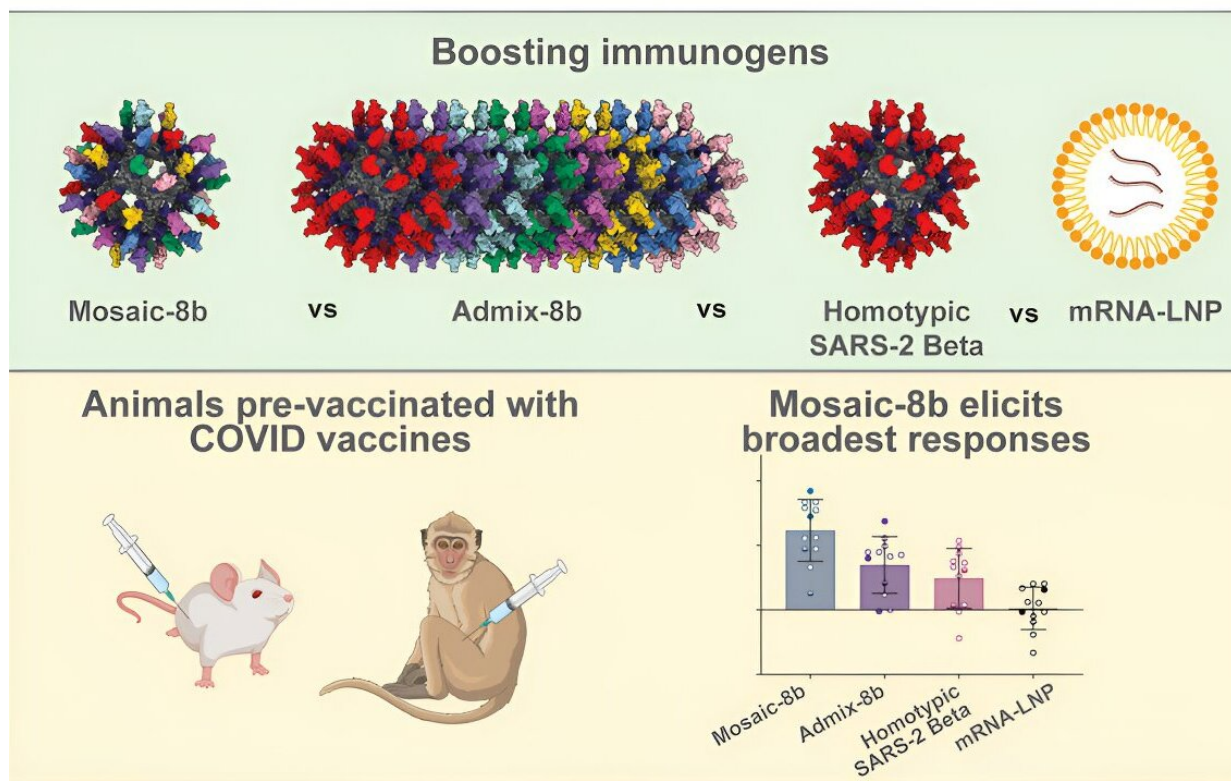 Boosting immunogens
Mosaic-8b vs Admix-8b vs Homotypic SARS-2 Beta vs mRNA-LNP
Animals pre-vaccinated with
COVID vaccines
Mosaic-8b elicits
broadest responses
Mosaic-8b
Admix-8b
Homotypic
SARS-2 Beta
mRNA-LNP